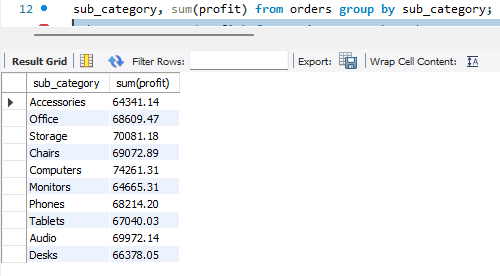 12 sub_category, sum(profit) from orders group by sub_category;
Result Grid Filter Rows: Export: Wrap Cell Content:
sub_category sum(profit)
Accessories 64341.14
Office 68609.47
Storage 70081.18
Chairs 69072.89
Computers 74261.31
Monitors 64665.31
Phones 68214.20
Tablets 67040.03
Audio 69972.14
Desks 66378.05